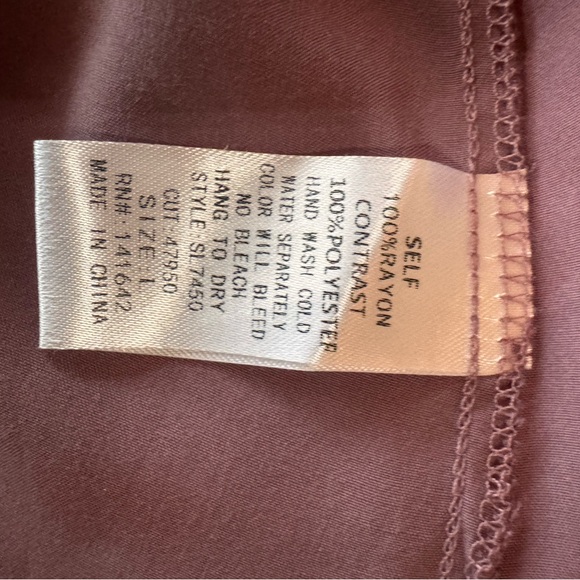 SELF
100%RAYON
CONTRAST
100%POLYESTER
HAND WASH COLD
WATER SEPARATELY
COLOR WILL BLEED
NO BLEACH
HANG TO DRY
STYLE SL7450
CUT 47950
SIZE L
RN#: 141642
MADE IN CHINA